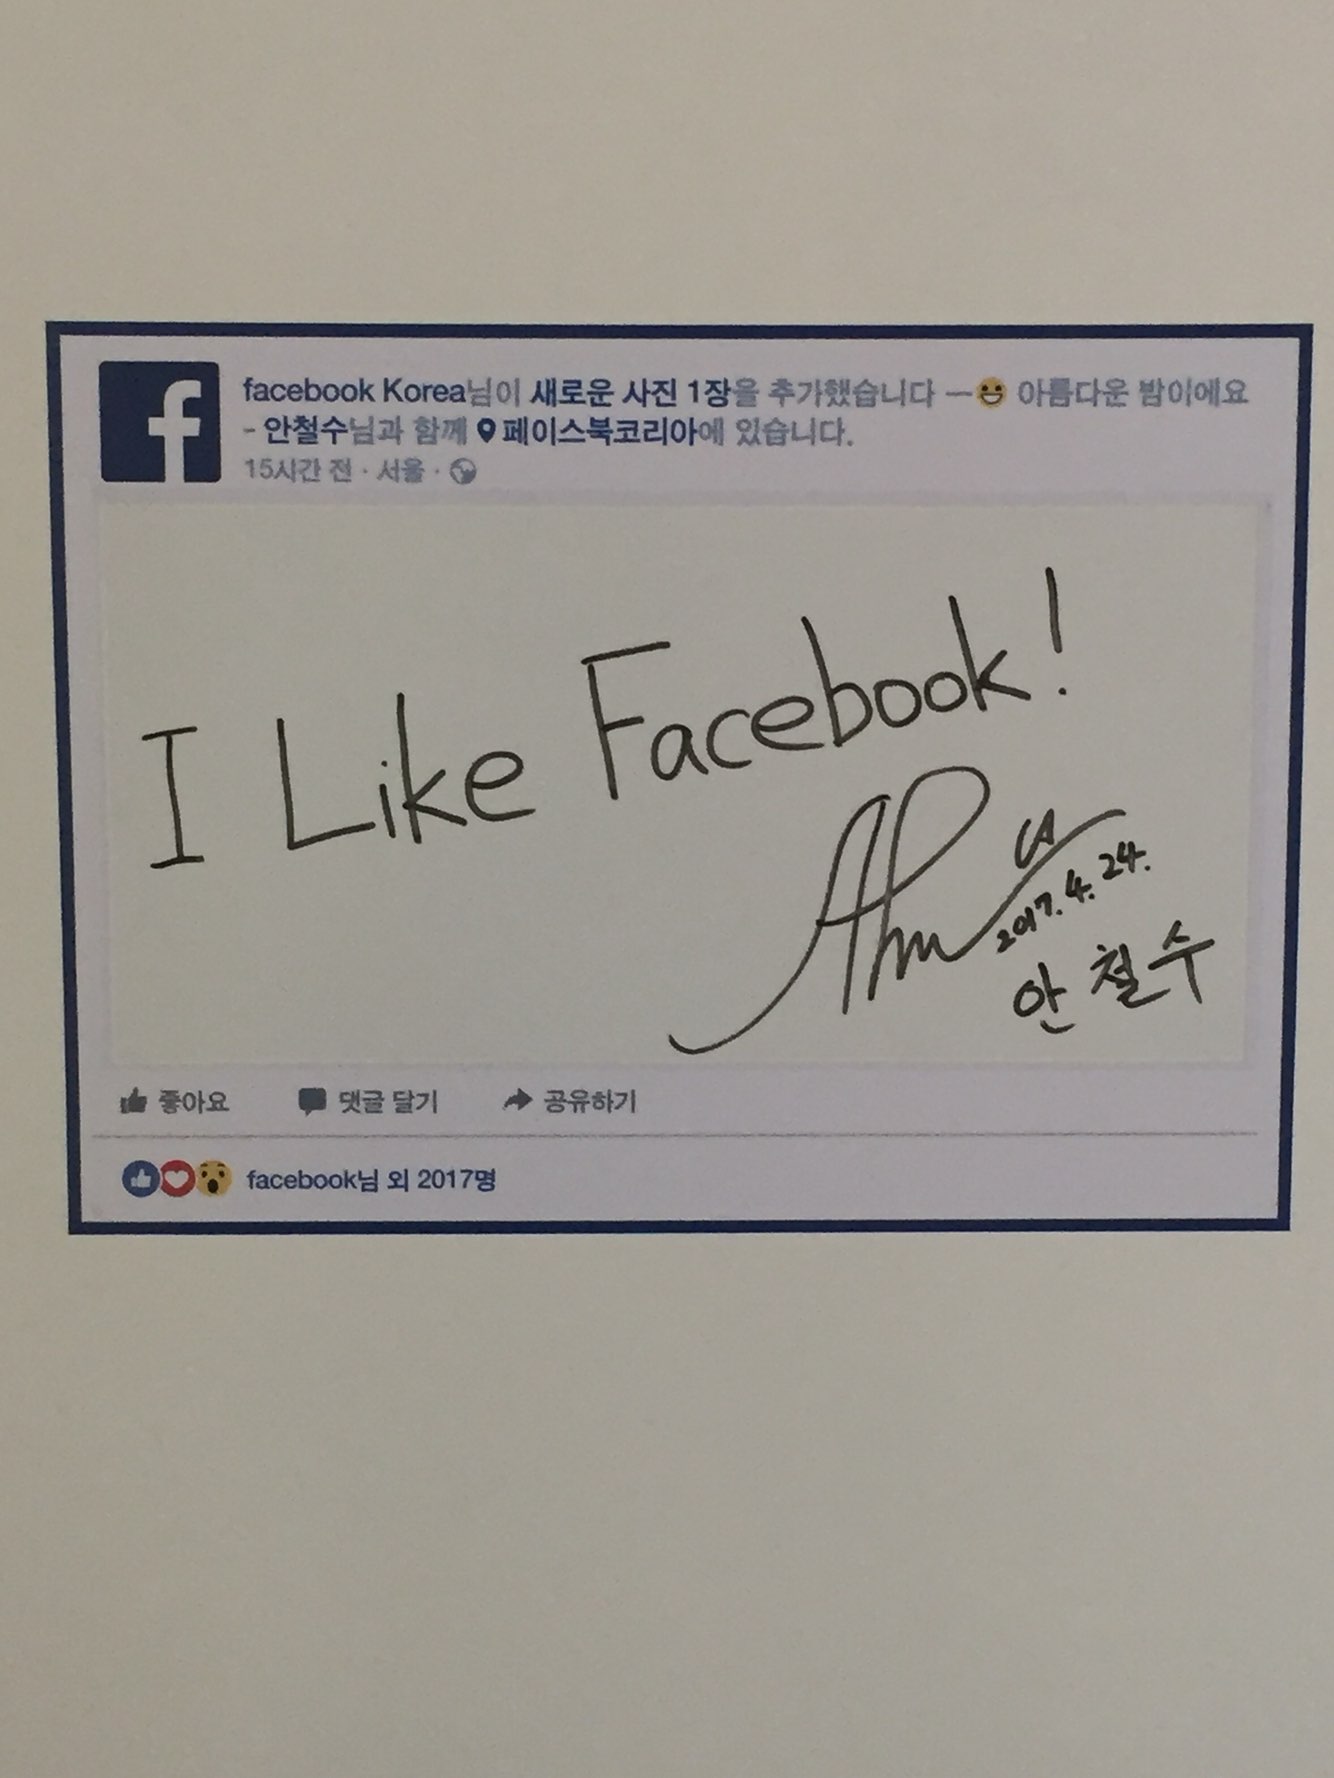 facebook Korea님이 새로운 사진 1장을 추가했습니다 — 아름다운 밤이에요
- 안철수님과 함께 페이스북코리아에 있습니다.
15시간 전 · 서울 ·
I Like Facebook!
Ahn
2017. 4. 24.
안 철 수
좋아요 댓글 달기 공유하기
facebook님 외 2017명